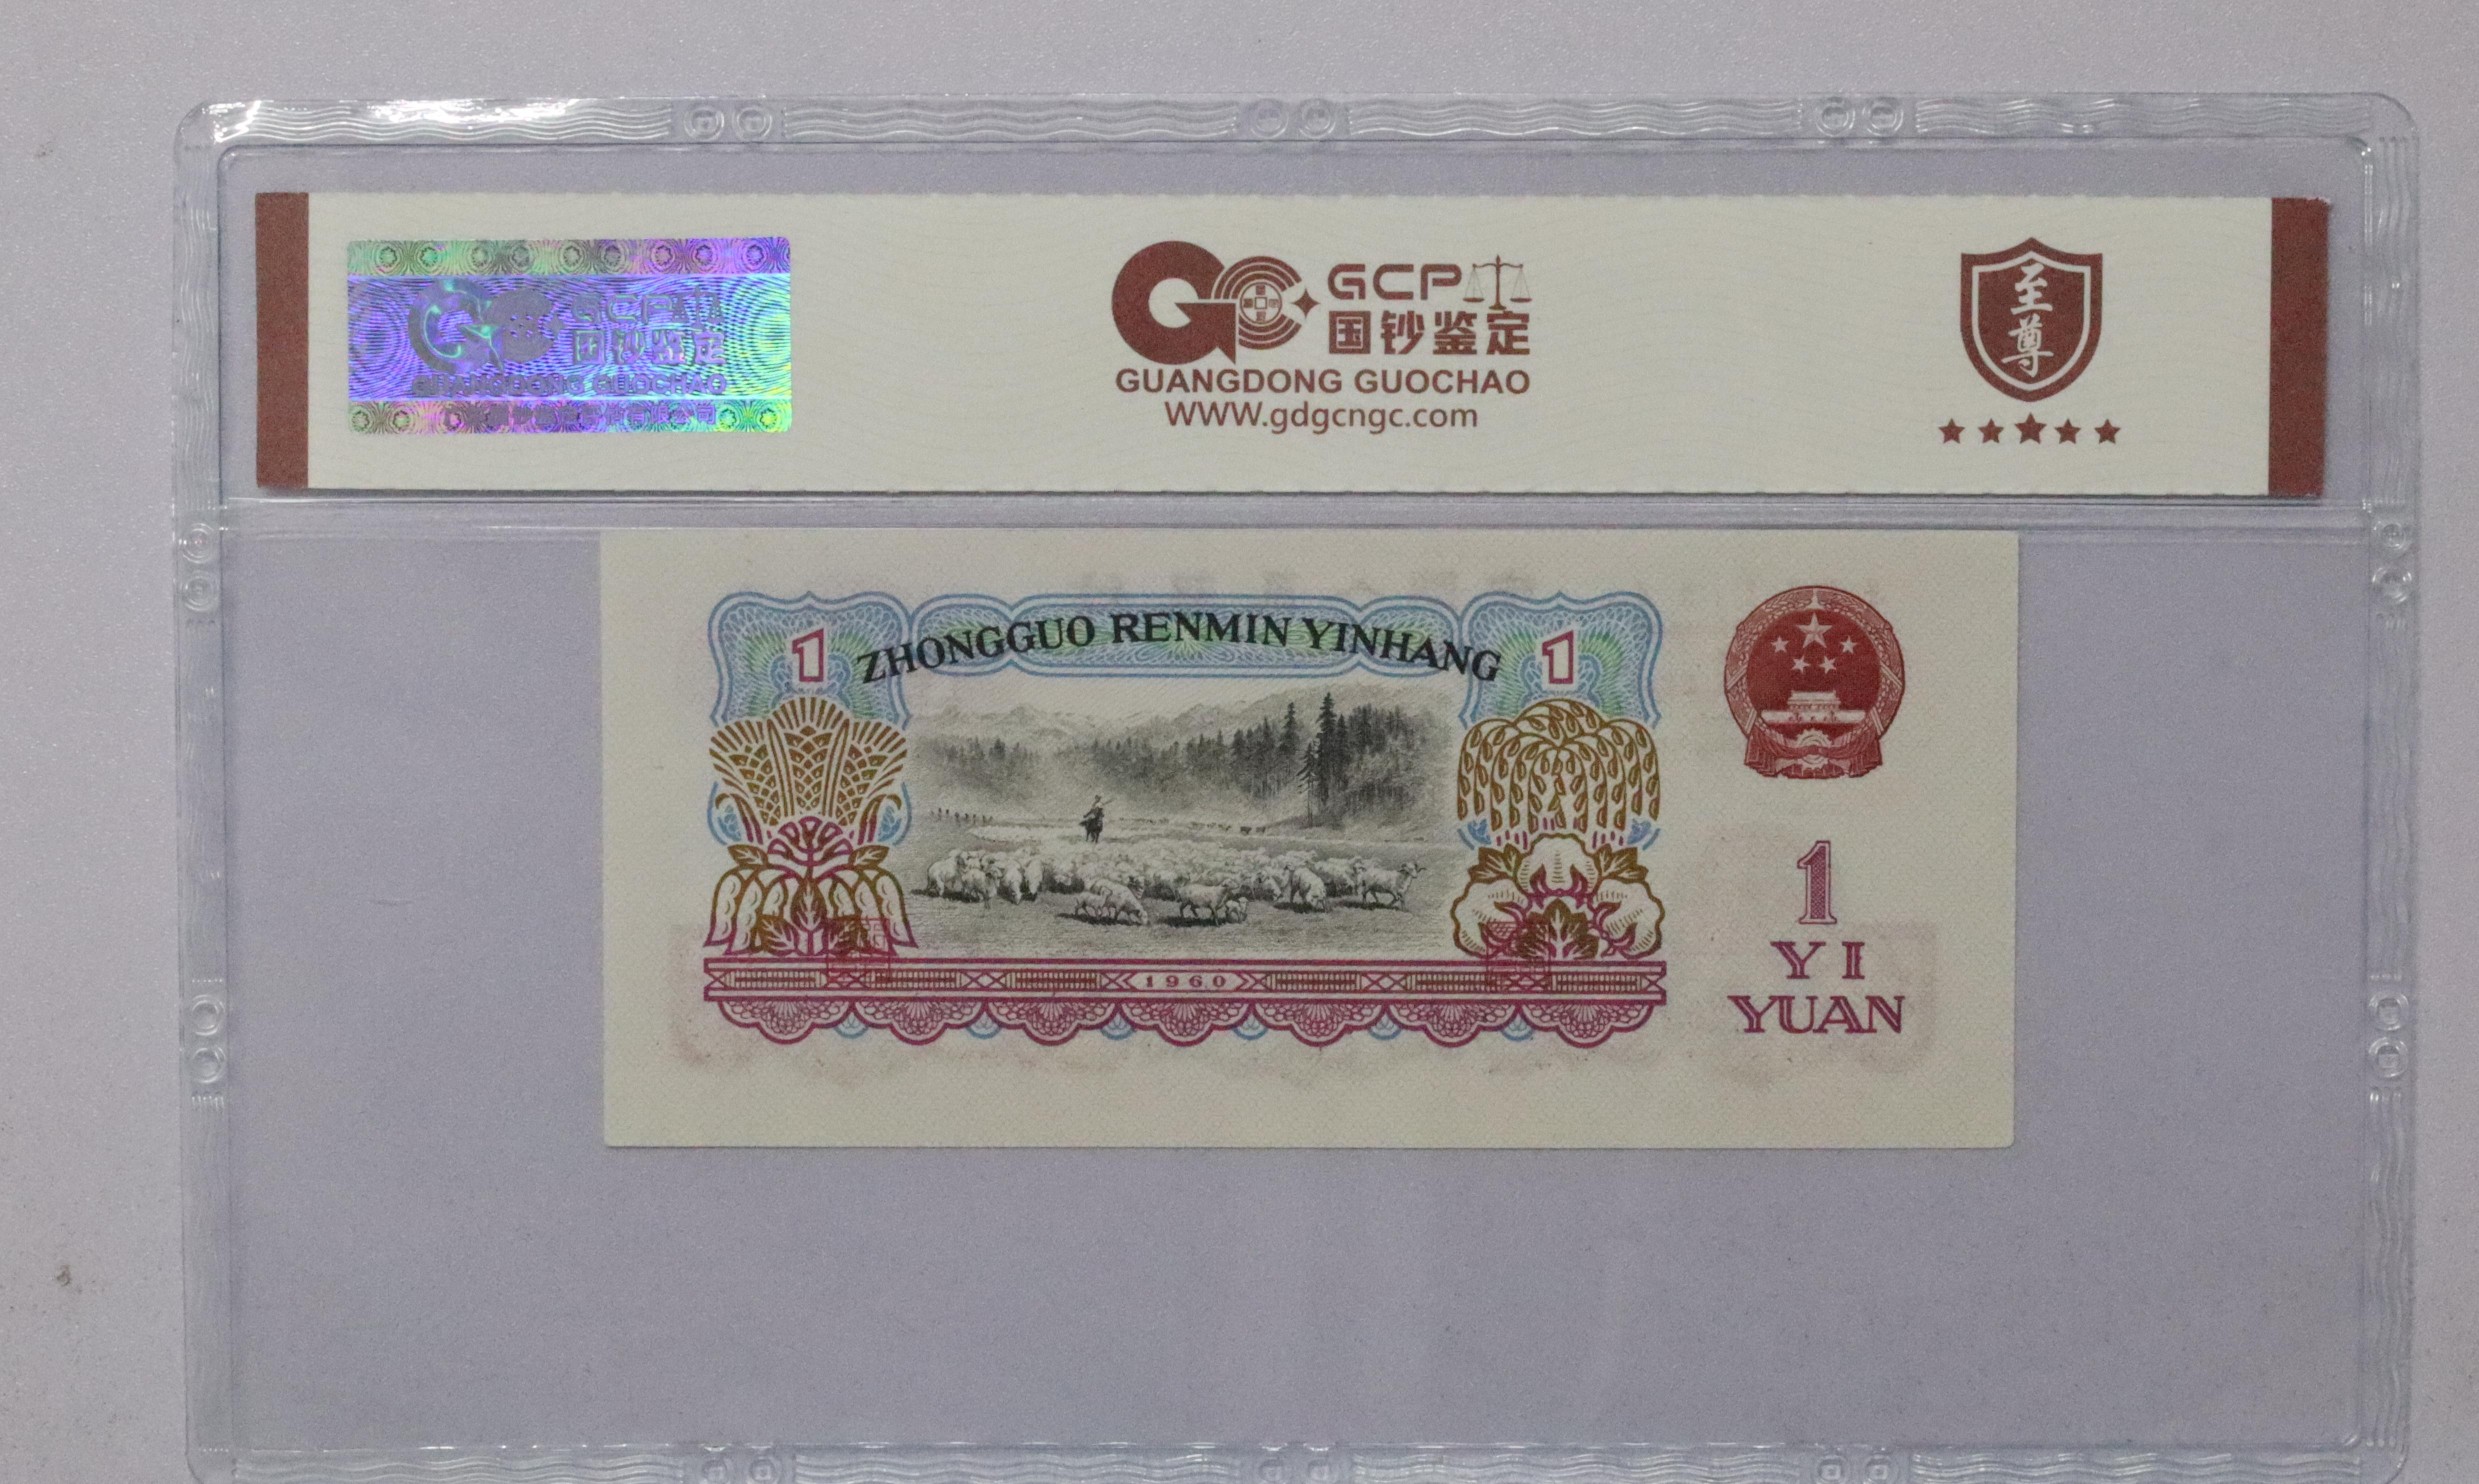 GCP
国钞鉴定
GUANGDONG GUOCHAO
GCP
国钞鉴定
GUANGDONG GUOCHAO
WWW.gdgcngc.com
至尊
1 ZHONGGUO RENMIN YINHANG 1
1960
1
YI
YUAN